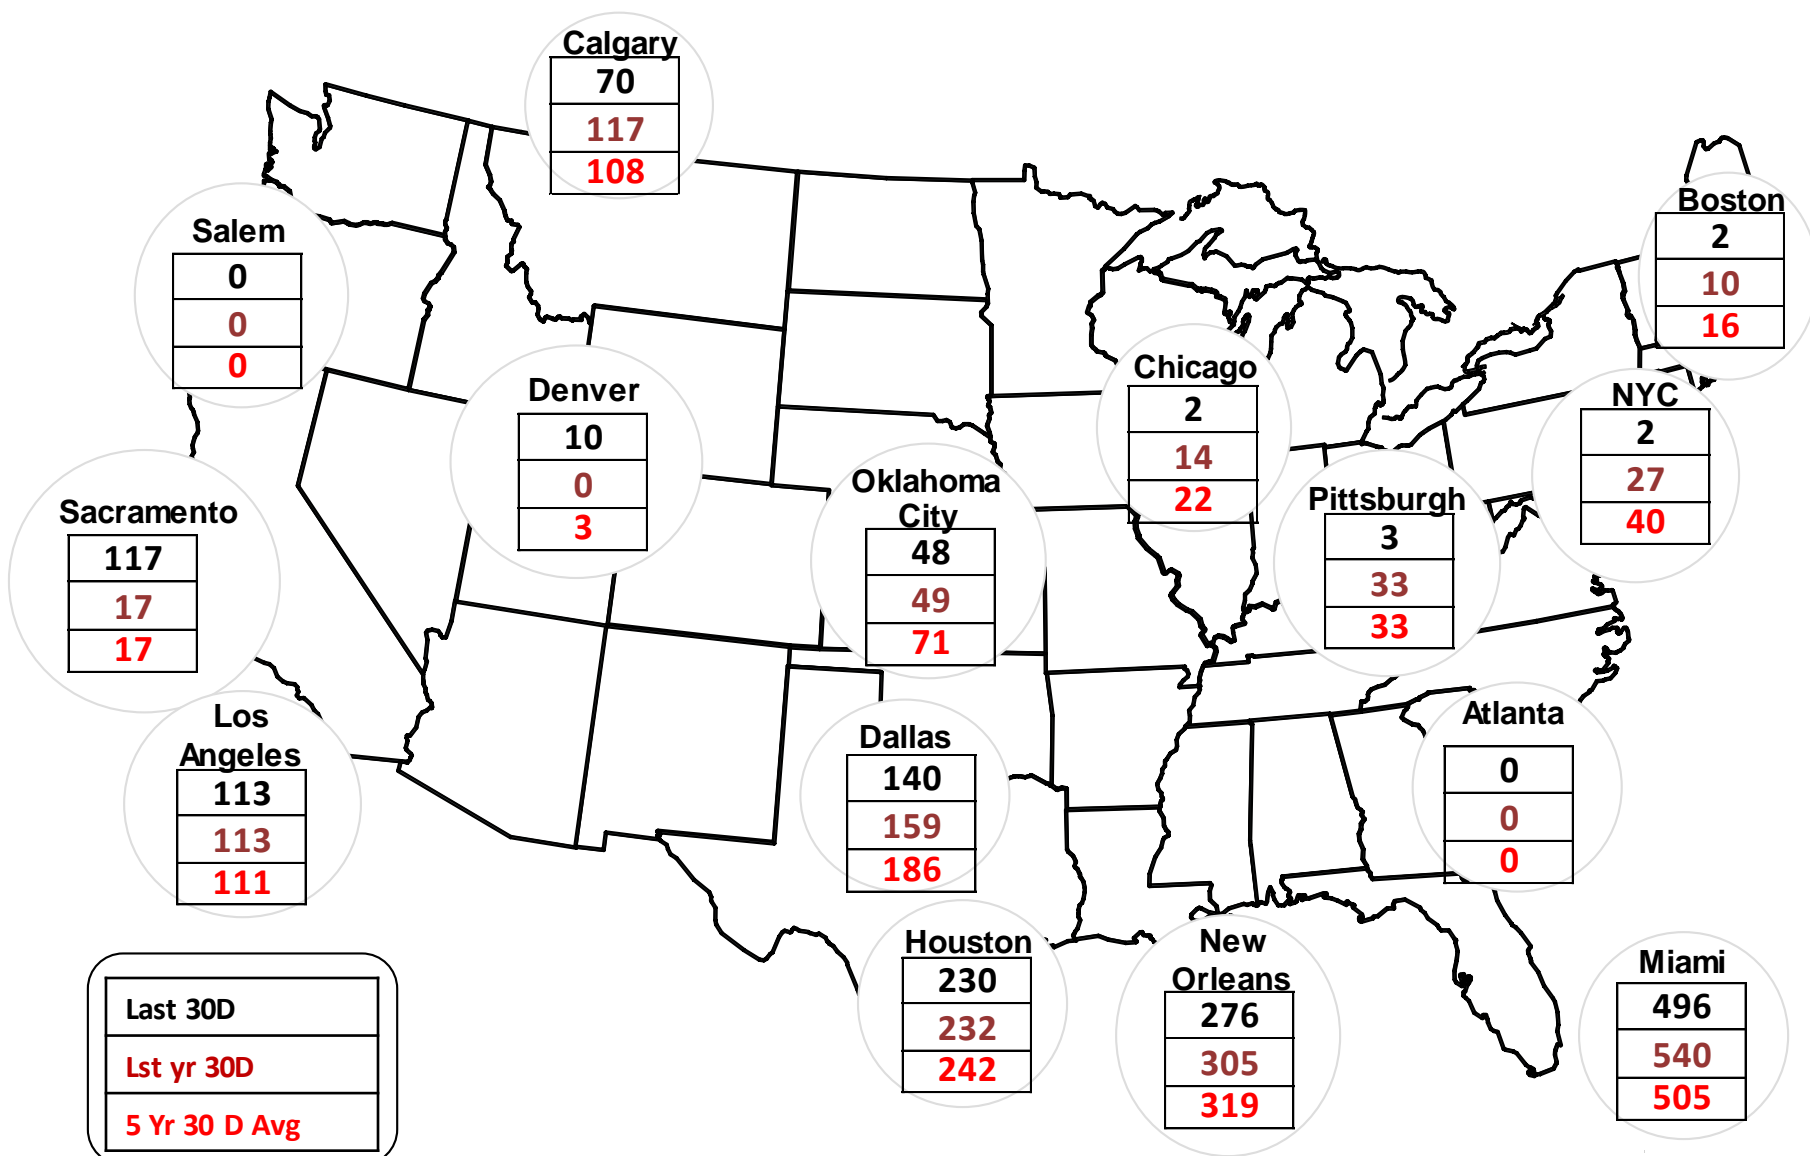 Calgary
70
117
108
Salem
0
0
0
Boston
2
10
16
Denver
10
0
3
Chicago
2
14
22
NYC
2
27
40
Sacramento
117
17
17
Oklahoma
City
48
49
71
Pittsburgh
3
33
33
Los
Angeles
113
113
111
Dallas
140
159
186
Atlanta
0
0
0
Houston
230
232
242
New
Orleans
276
305
319
Miami
496
540
505
Last 30D
Lst yr 30D
5 Yr 30 D Avg